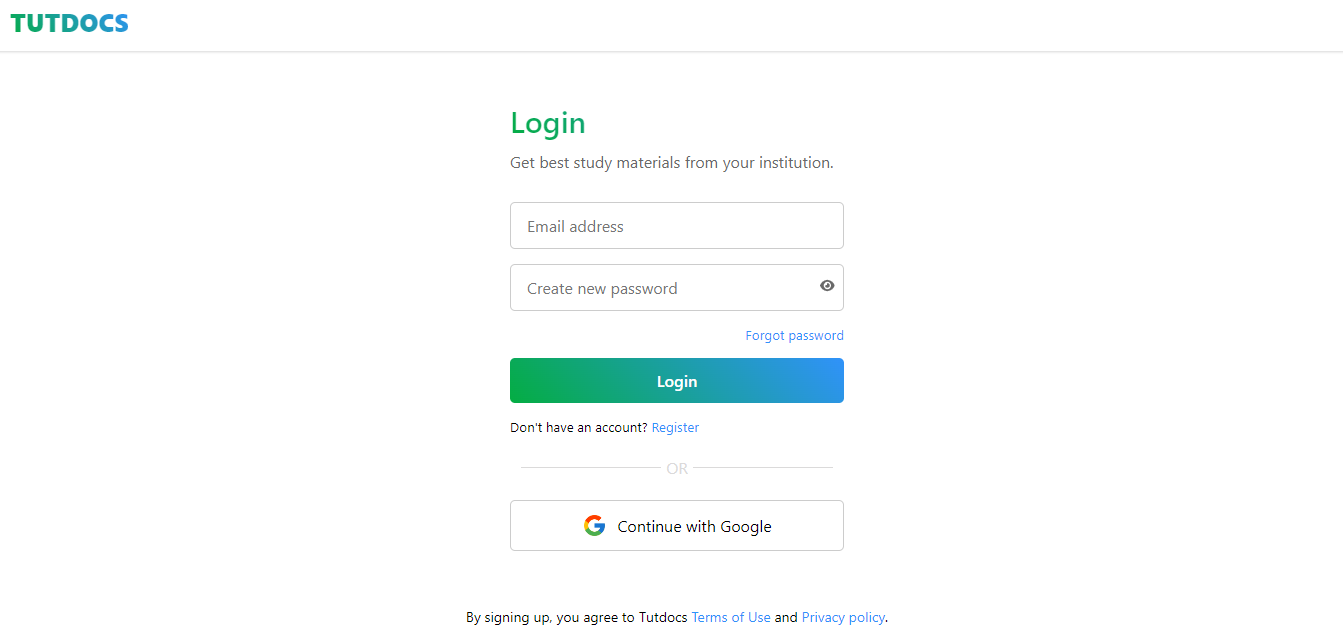 TUTDOCS
Login
Get best study materials from your institution.
Email address
Create new password
Forgot password
Login
Don't have an account? Register
OR
Continue with Google
By signing up, you agree to Tutdocs Terms of Use and Privacy policy.